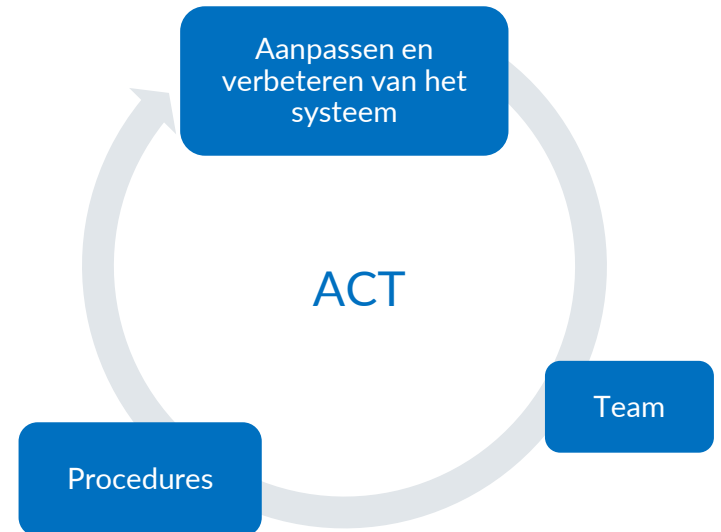 Aanpassen en
verbeteren van het
systeem
ACT
Team
Procedures